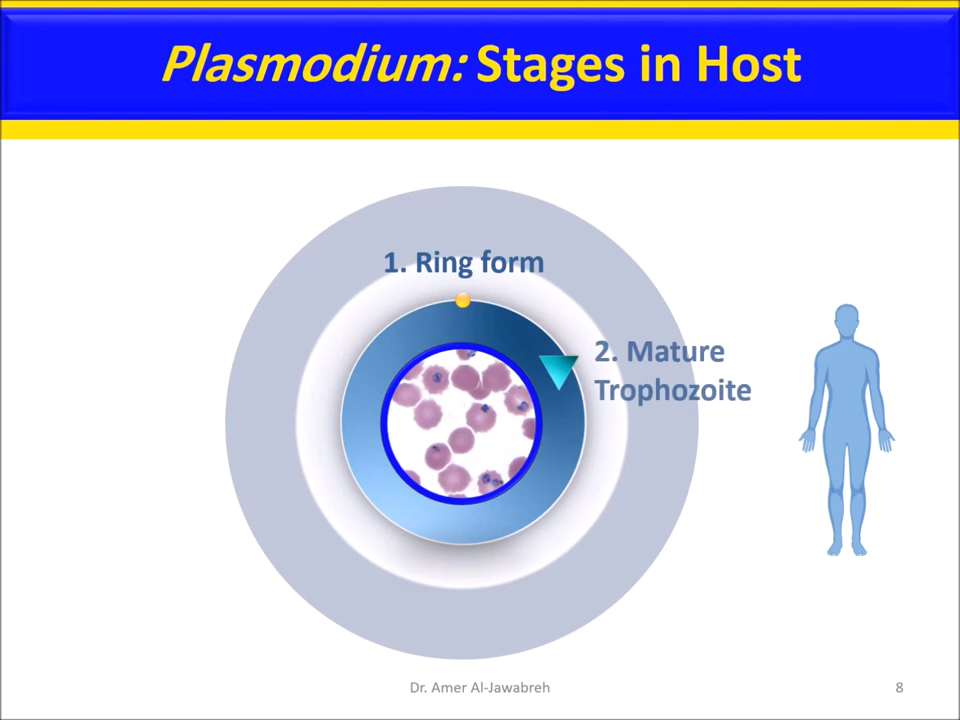 Plasmodium: Stages in Host
1. Ring form
2. Mature
Trophozoite
Dr. Amer Al-Jawabreh
8